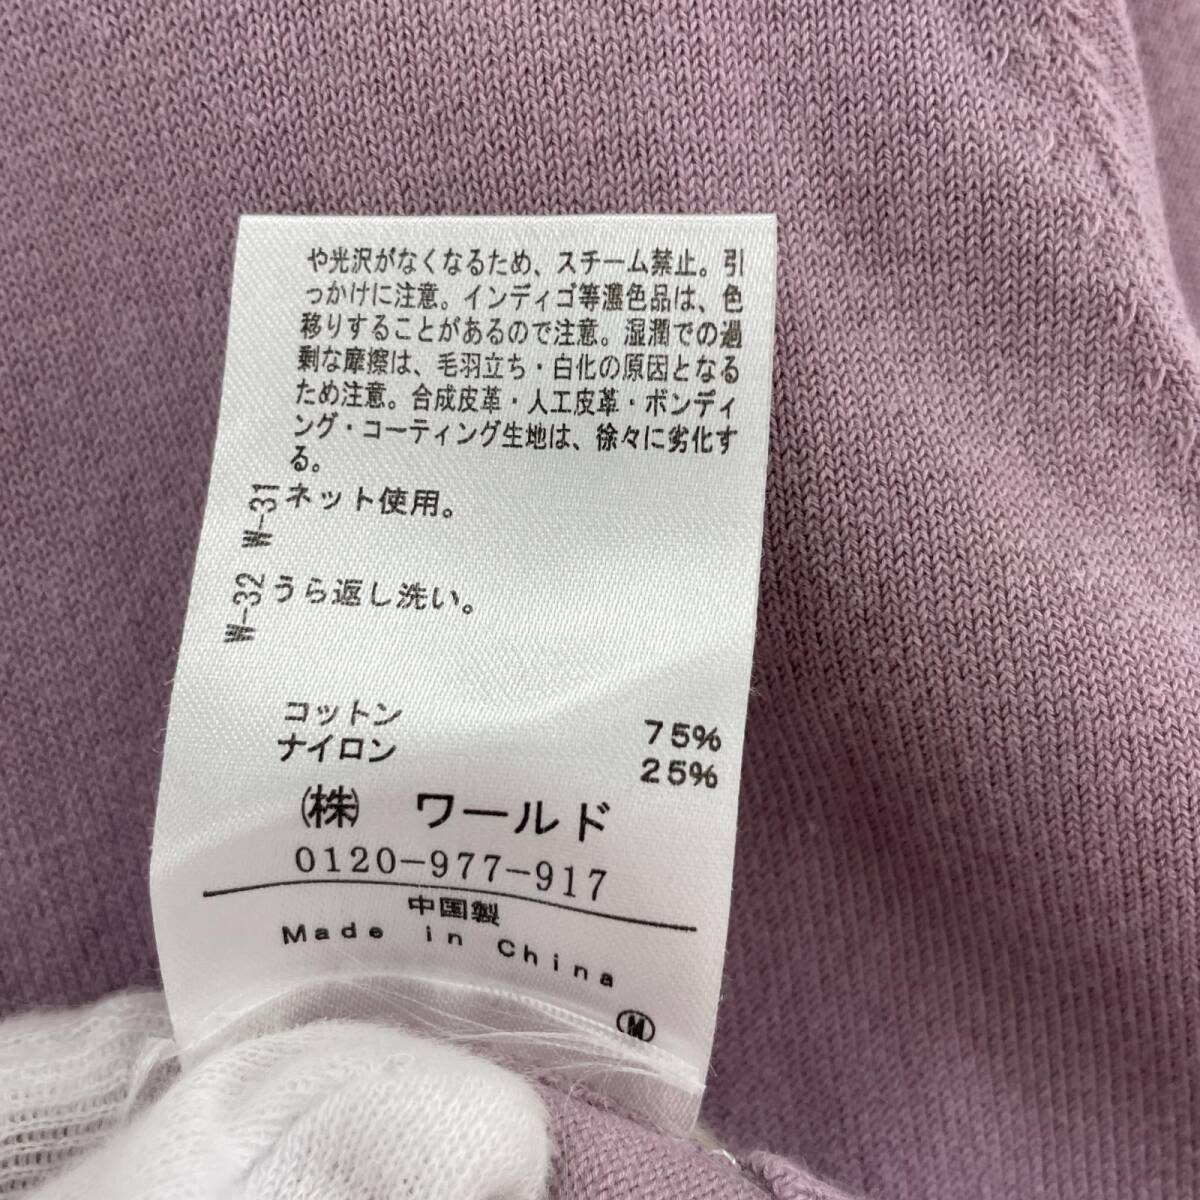 や光沢がなくなるため、スチーム禁止。引
っかけに注意。インディゴ等濃色品は、色
移りすることがあるので注意。湿潤での過
剰な摩擦は、毛羽立ち・白化の原因となる
ため注意。合成皮革・人工皮革・ボンディ
ング・コーティング生地は、徐々に劣化す
る。
W-31 ネット使用。
W-32 うら返し洗い。
コットン 75%
ナイロン 25%
㈱ ワールド
0120-977-917
中国製
Made in China
Ⓜ